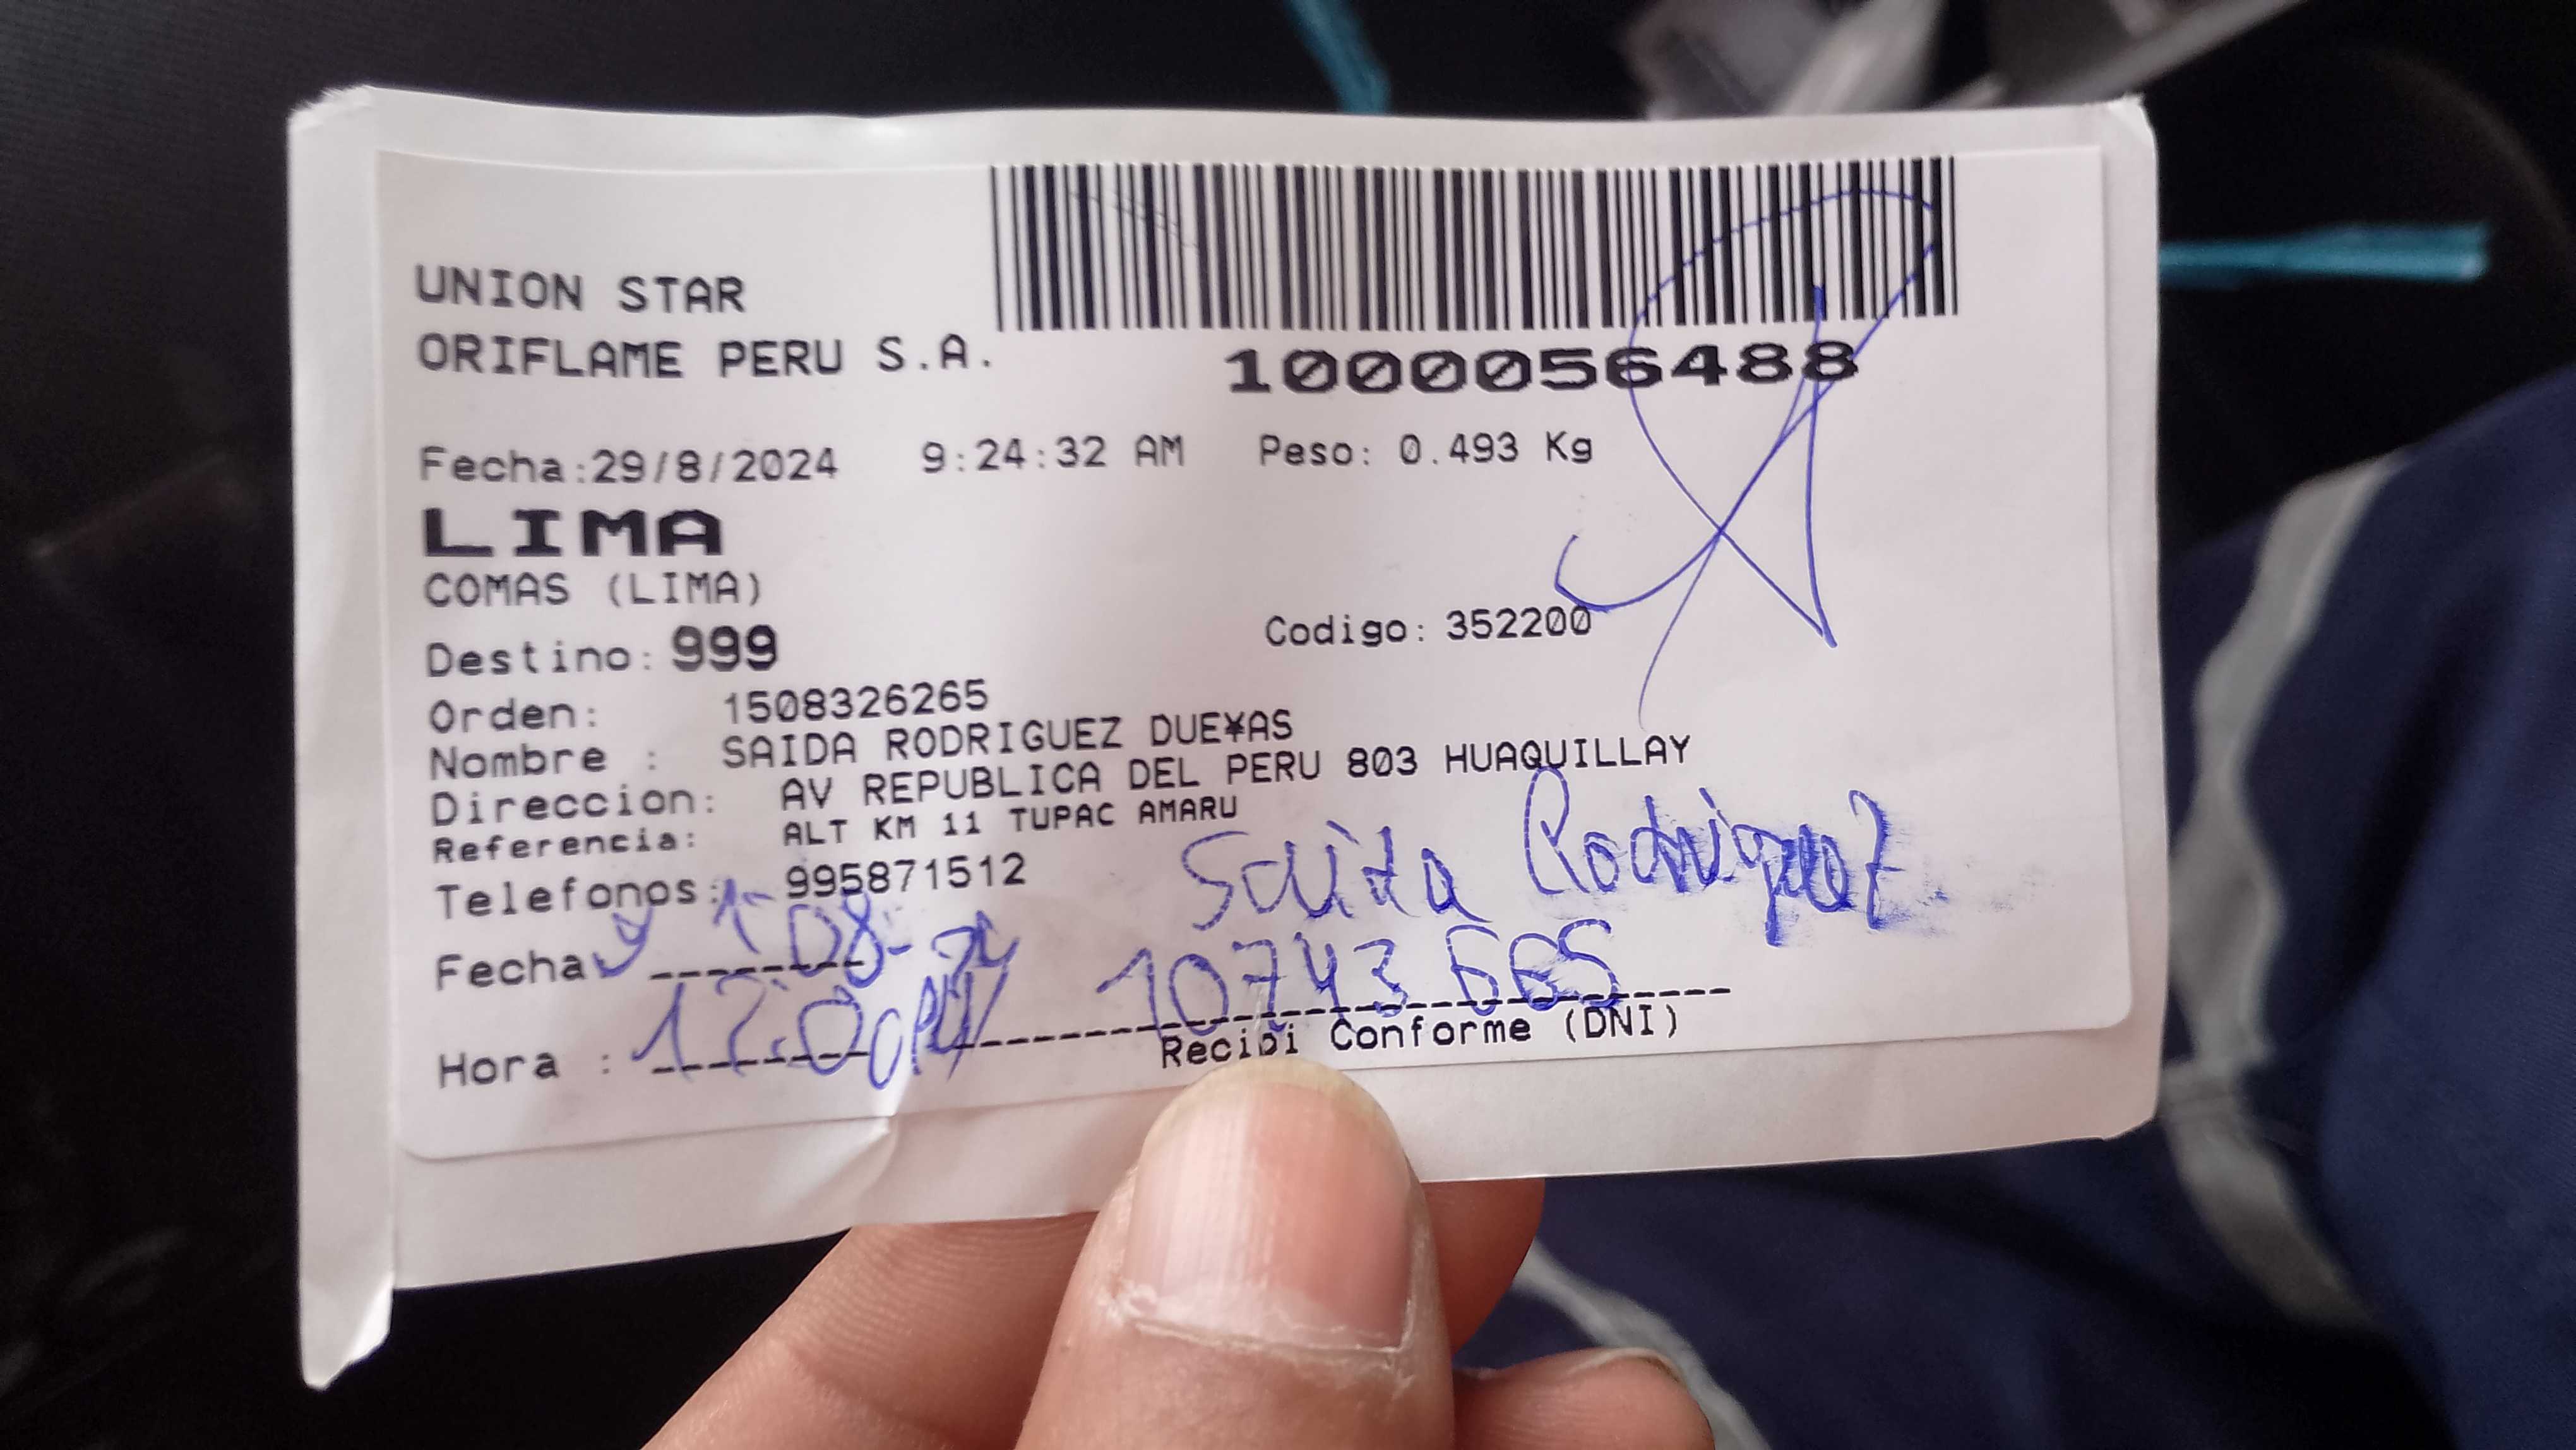 UNION STAR
ORIFLAME PERU S.A.
1000056488
Fecha:29/8/2024 9:24:32 AM Peso: 0.493 Kg
LIMA
COMAS (LIMA)
Destino: 999 Codigo: 352200
Orden: 1508326265
Nombre : SAIDA RODRIGUEZ DUE¥AS
Direccion: AV REPUBLICA DEL PERU 803 HUAQUILLAY
Referencia: ALT KM 11 TUPAC AMARU
Telefonos: 995871512
Saida Rodriguez
Fecha 08-
10743665
Hora :
Recibi Conforme (DNI)